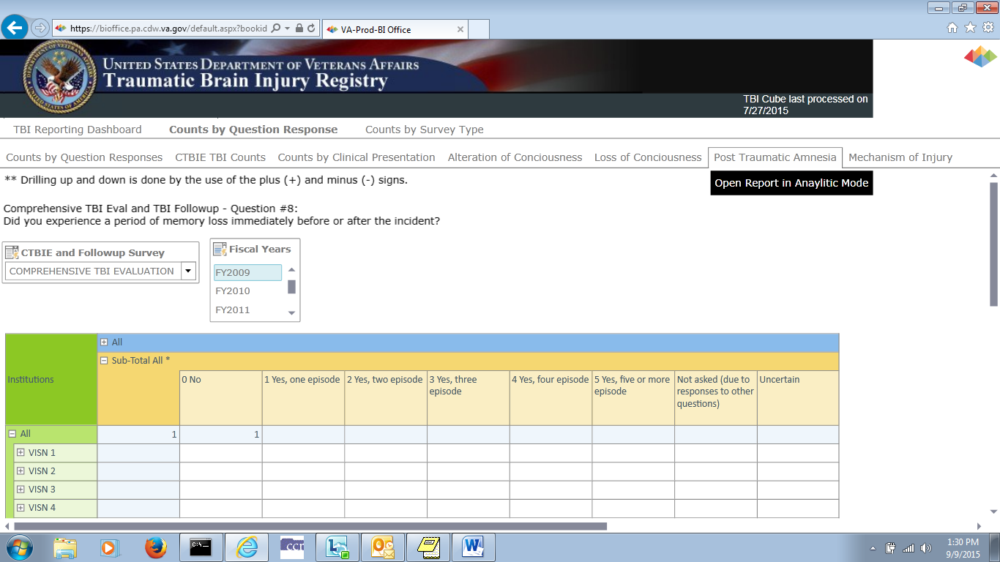 https://bioffice.pa.cdw.va.gov/default.aspx?bookid
VA-Prod-BI Office
UNITED STATES DEPARTMENT OF VETERANS AFFAIRS
Traumatic Brain Injury Registry
TBI Cube last processed on
7/27/2015
TBI Reporting Dashboard Counts by Question Response Counts by Survey Type
Counts by Question Responses CTBIE TBI Counts Counts by Clinical Presentation Alteration of Conciousness Loss of Conciousness Post Traumatic Amnesia Mechanism of Injury
** Drilling up and down is done by the use of the plus (+) and minus (-) signs.
Open Report in Anaylitic Mode
Comprehensive TBI Eval and TBI Followup - Question #8:
Did you experience a period of memory loss immediately before or after the incident?
CTBIE and Followup Survey
COMPREHENSIVE TBI EVALUATION
Fiscal Years
FY2009
FY2010
FY2011
Institutions
All
Sub-Total All *
0 No
1 Yes, one episode
2 Yes, two episode
3 Yes, three
episode
4 Yes, four episode
5 Yes, five or more
episode
Not asked (due to
responses to other
questions)
Uncertain
All 1 1
VISN 1
VISN 2
VISN 3
VISN 4
C:\
CCT
1:30 PM
9/9/2015